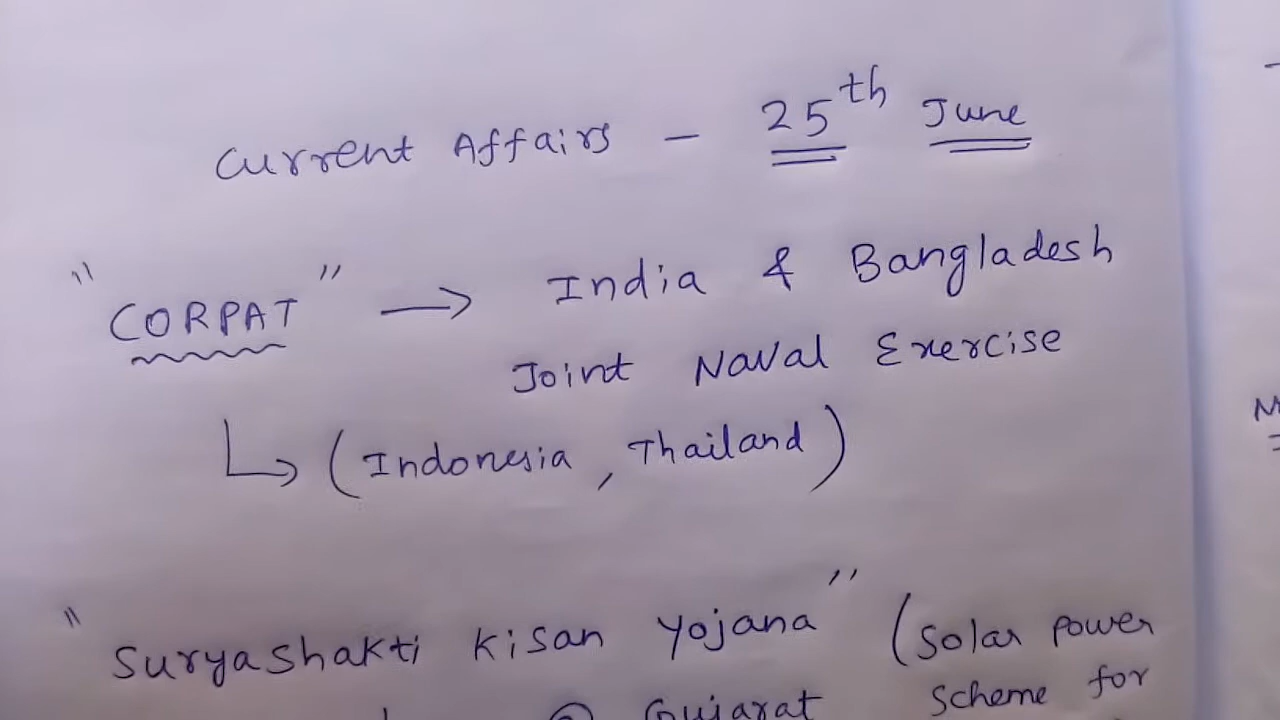 Current Affairs - 25th June
"CORPAT" → India & Bangladesh
Joint Naval Exercise
↳ (Indonesia, Thailand)
"Suryashakti Kisan Yojana" (Solar power
Gujarat scheme for